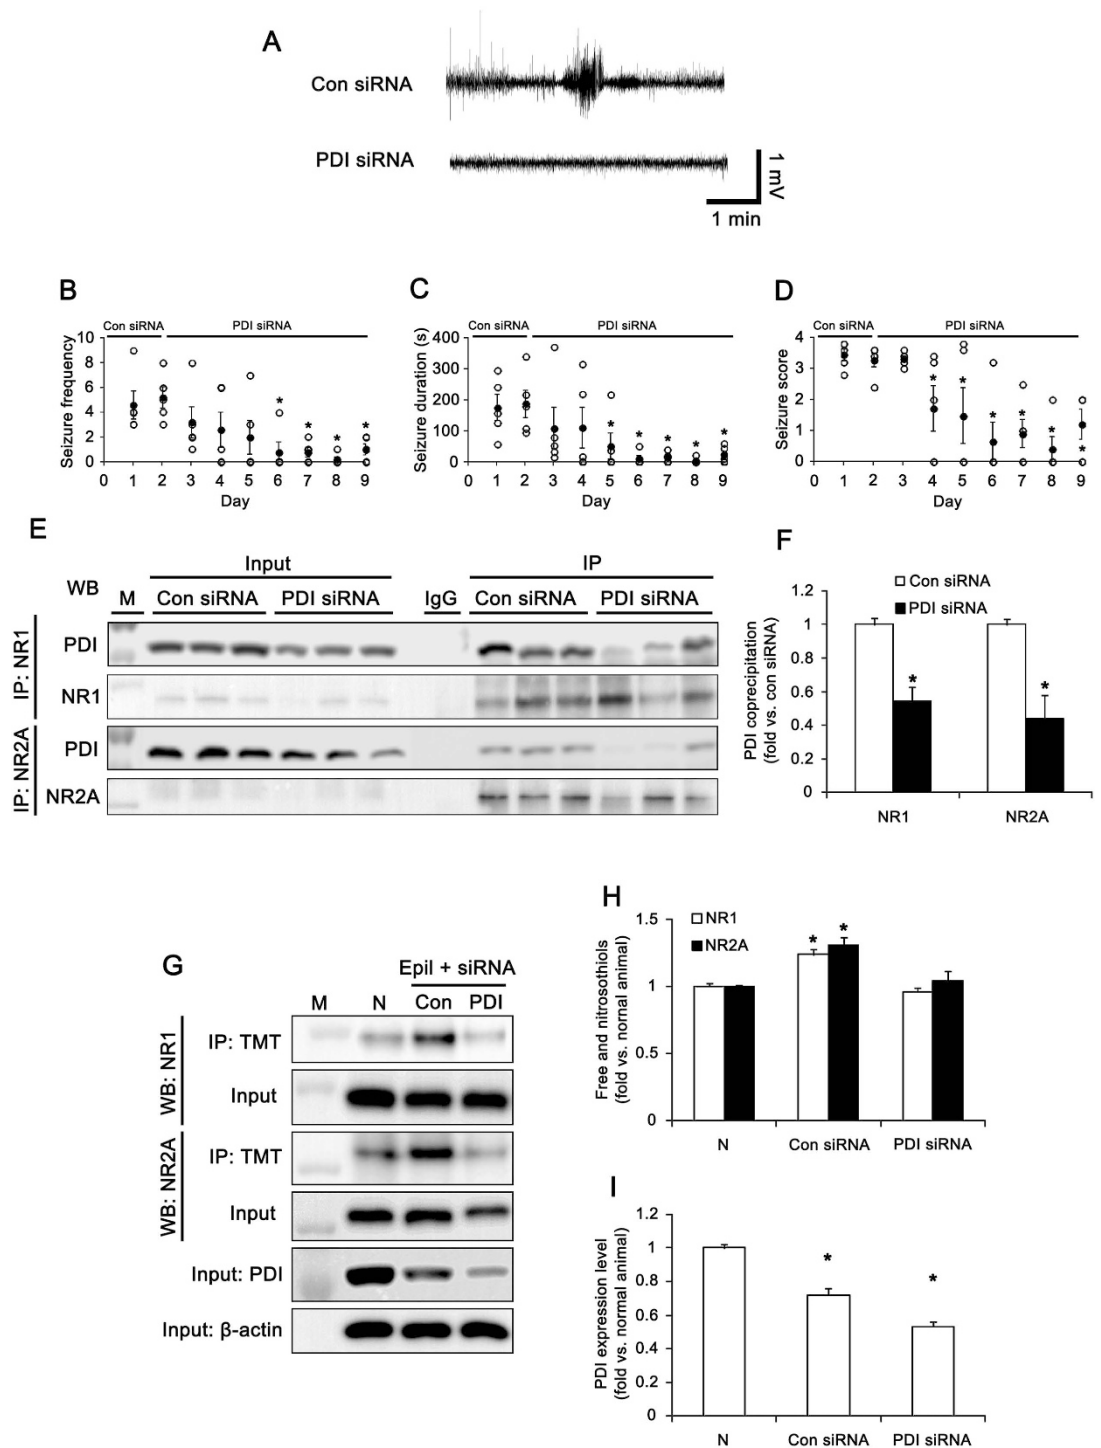 A
Con siRNA
PDI siRNA
1 mV
1 min
B
Con siRNA
PDI siRNA
Seizure frequency
10
8
6
4
2
0
* * * *
0 1 2 3 4 5 6 7 8 9
Day
C
Con siRNA
PDI siRNA
Seizure duration (s)
400
300
200
100
0
* * * * *
0 1 2 3 4 5 6 7 8 9
Day
D
Con siRNA
PDI siRNA
Seizure score
4
3
2
1
0
* * * * * *
0 1 2 3 4 5 6 7 8 9
Day
E
Input
IP
WB
M
Con siRNA
PDI siRNA
IgG
Con siRNA
PDI siRNA
IP: NR1
PDI
NR1
IP: NR2A
PDI
NR2A
F
Con siRNA
PDI siRNA
PDI coprecipitation
(fold vs. con siRNA)
1.2
1
0.8
0.6
0.4
0.2
0
* *
NR1 NR2A
G
Epil + siRNA
M N Con PDI
WB: NR1
IP: TMT
Input
WB: NR2A
IP: TMT
Input
Input: PDI
Input: β-actin
H
NR1
NR2A
Free and nitrosothiols
(fold vs. normal animal)
1.5
1
0.5
0
* *
N Con siRNA PDI siRNA
I
PDI expression level
(fold vs. normal animal)
1.2
1
0.8
0.6
0.4
0.2
0
* *
N Con siRNA PDI siRNA